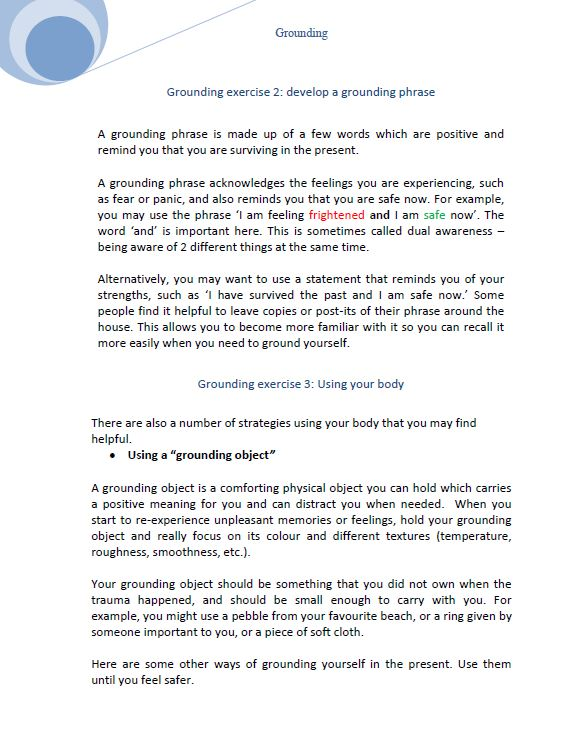 Grounding
Grounding exercise 2: develop a grounding phrase
A grounding phrase is made up of a few words which are positive and
remind you that you are surviving in the present.
A grounding phrase acknowledges the feelings you are experiencing, such
as fear or panic, and also reminds you that you are safe now. For example,
you may use the phrase ‘I am feeling frightened and I am safe now’. The
word ‘and’ is important here. This is sometimes called dual awareness –
being aware of 2 different things at the same time.
Alternatively, you may want to use a statement that reminds you of your
strengths, such as ‘I have survived the past and I am safe now.’ Some
people find it helpful to leave copies or post-its of their phrase around the
house. This allows you to become more familiar with it so you can recall it
more easily when you need to ground yourself.
Grounding exercise 3: Using your body
There are also a number of strategies using your body that you may find
helpful.
• Using a “grounding object”
A grounding object is a comforting physical object you can hold which carries
a positive meaning for you and can distract you when needed. When you
start to re-experience unpleasant memories or feelings, hold your grounding
object and really focus on its colour and different textures (temperature,
roughness, smoothness, etc.).
Your grounding object should be something that you did not own when the
trauma happened, and should be small enough to carry with you. For
example, you might use a pebble from your favourite beach, or a ring given by
someone important to you, or a piece of soft cloth.
Here are some other ways of grounding yourself in the present. Use them
until you feel safer.